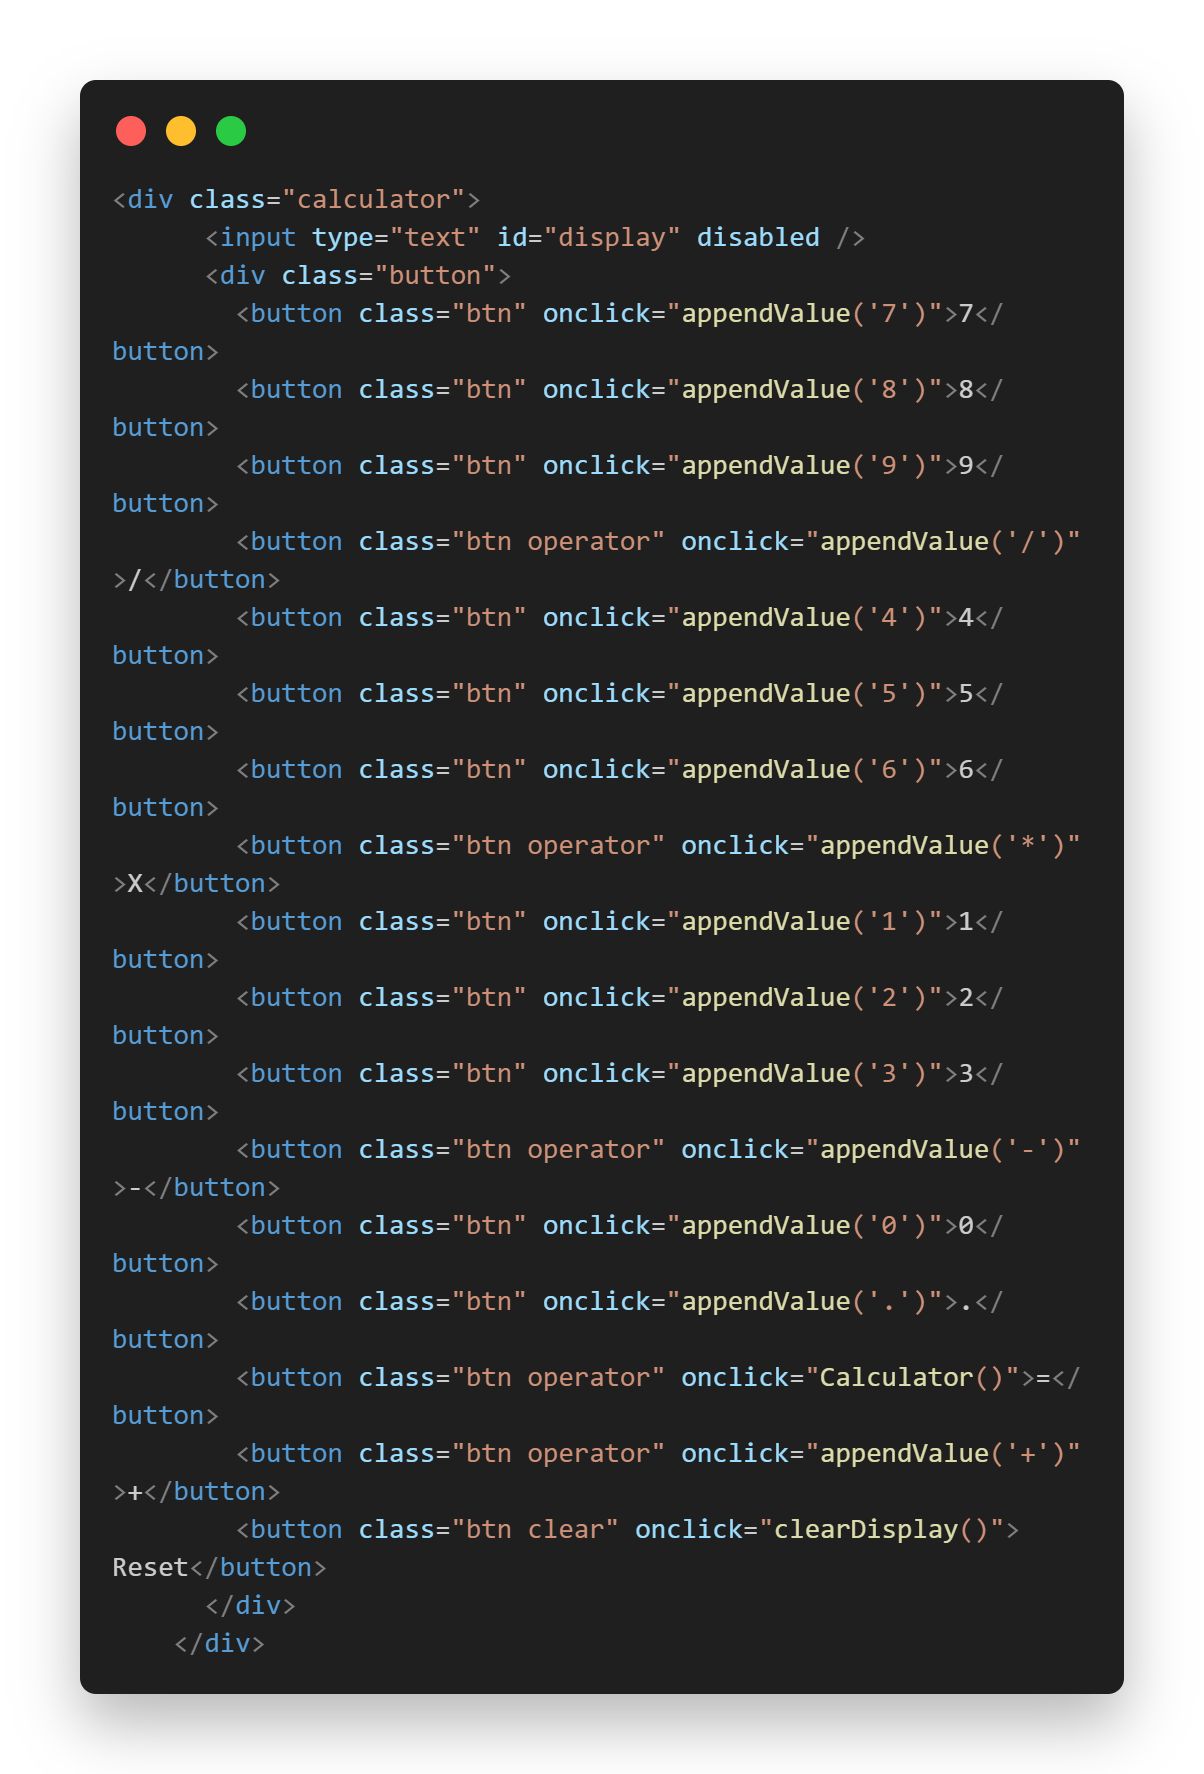 <div class="calculator">
      <input type="text" id="display" disabled />
      <div class="button">
        <button class="btn" onclick="appendValue('7')">7</
button>
        <button class="btn" onclick="appendValue('8')">8</
button>
        <button class="btn" onclick="appendValue('9')">9</
button>
        <button class="btn operator" onclick="appendValue('/')"
>/</button>
        <button class="btn" onclick="appendValue('4')">4</
button>
        <button class="btn" onclick="appendValue('5')">5</
button>
        <button class="btn" onclick="appendValue('6')">6</
button>
        <button class="btn operator" onclick="appendValue('*')"
>X</button>
        <button class="btn" onclick="appendValue('1')">1</
button>
        <button class="btn" onclick="appendValue('2')">2</
button>
        <button class="btn" onclick="appendValue('3')">3</
button>
        <button class="btn operator" onclick="appendValue('-')"
>-</button>
        <button class="btn" onclick="appendValue('0')">0</
button>
        <button class="btn" onclick="appendValue('.')">.</
button>
        <button class="btn operator" onclick="Calculator()">=</
button>
        <button class="btn operator" onclick="appendValue('+')"
>+</button>
        <button class="btn clear" onclick="clearDisplay()">
Reset</button>
      </div>
    </div>